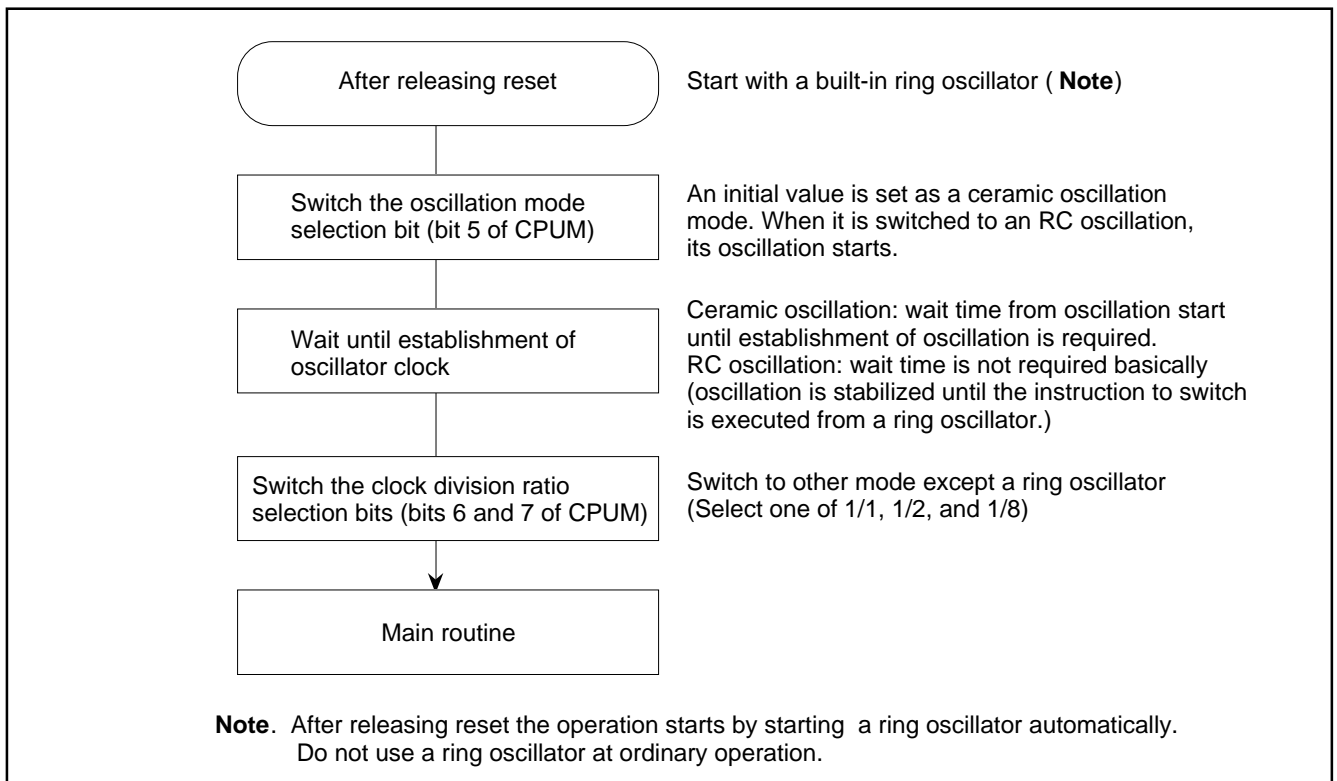 After releasing reset
Start with a built-in ring oscillator ( Note)
Switch the oscillation mode
selection bit (bit 5 of CPUM)
An initial value is set as a ceramic oscillation
mode. When it is switched to an RC oscillation,
its oscillation starts.
Wait until establishment of
oscillator clock
Ceramic oscillation: wait time from oscillation start
until establishment of oscillation is required.
RC oscillation: wait time is not required basically
(oscillation is stabilized until the instruction to switch
is executed from a ring oscillator.)
Switch the clock division ratio
selection bits (bits 6 and 7 of CPUM)
Switch to other mode except a ring oscillator
(Select one of 1/1, 1/2, and 1/8)
Main routine
Note. After releasing reset the operation starts by starting a ring oscillator automatically.
Do not use a ring oscillator at ordinary operation.